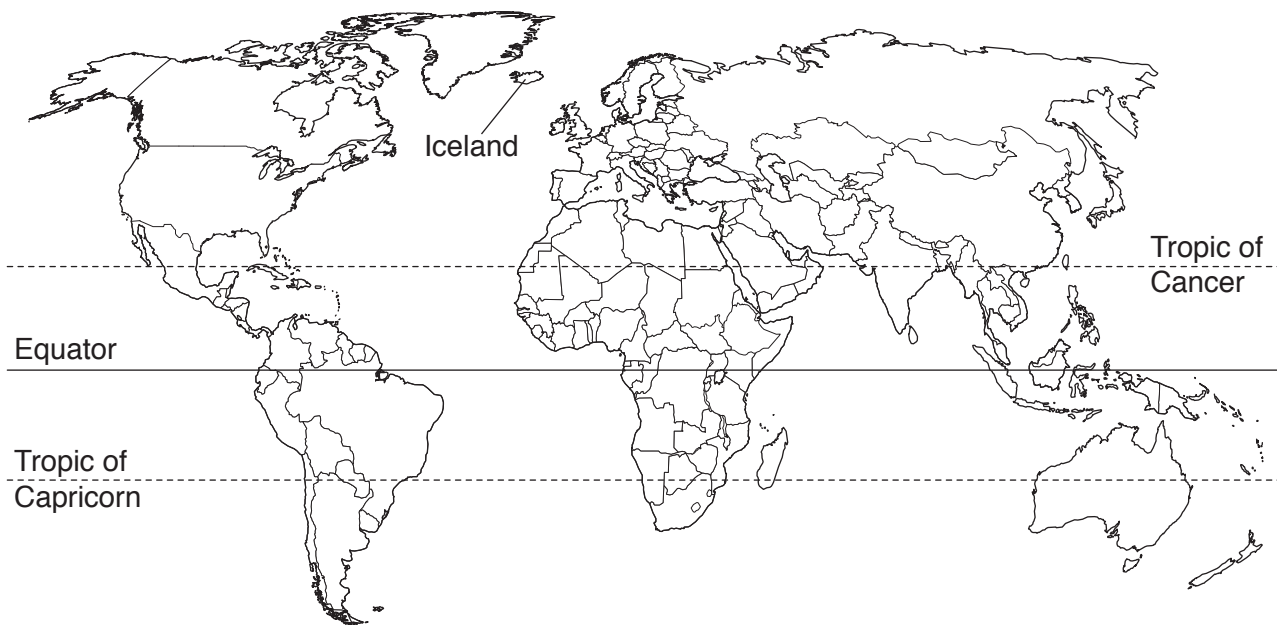 Iceland
Tropic of
Cancer
Equator
Tropic of
Capricorn